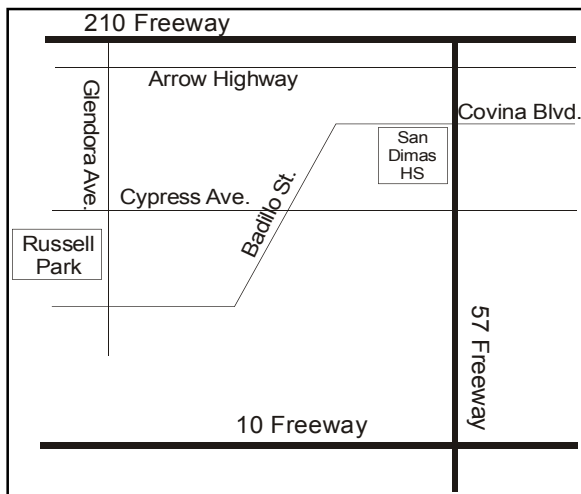 210 Freeway
Arrow Highway
Glendora Ave.
Covina Blvd.
San
Dimas
HS
Cypress Ave.
Badillo St.
Russell
Park
57 Freeway
10 Freeway